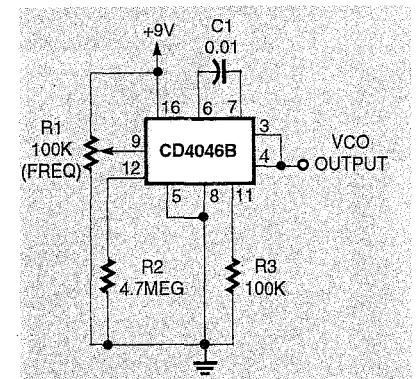 +9V
C1
0.01
16
6
7
R1
100K
(FREQ)
9
CD4046B
3
4
VCO
OUTPUT
12
5
8
11
R2
4.7MEG
R3
100K